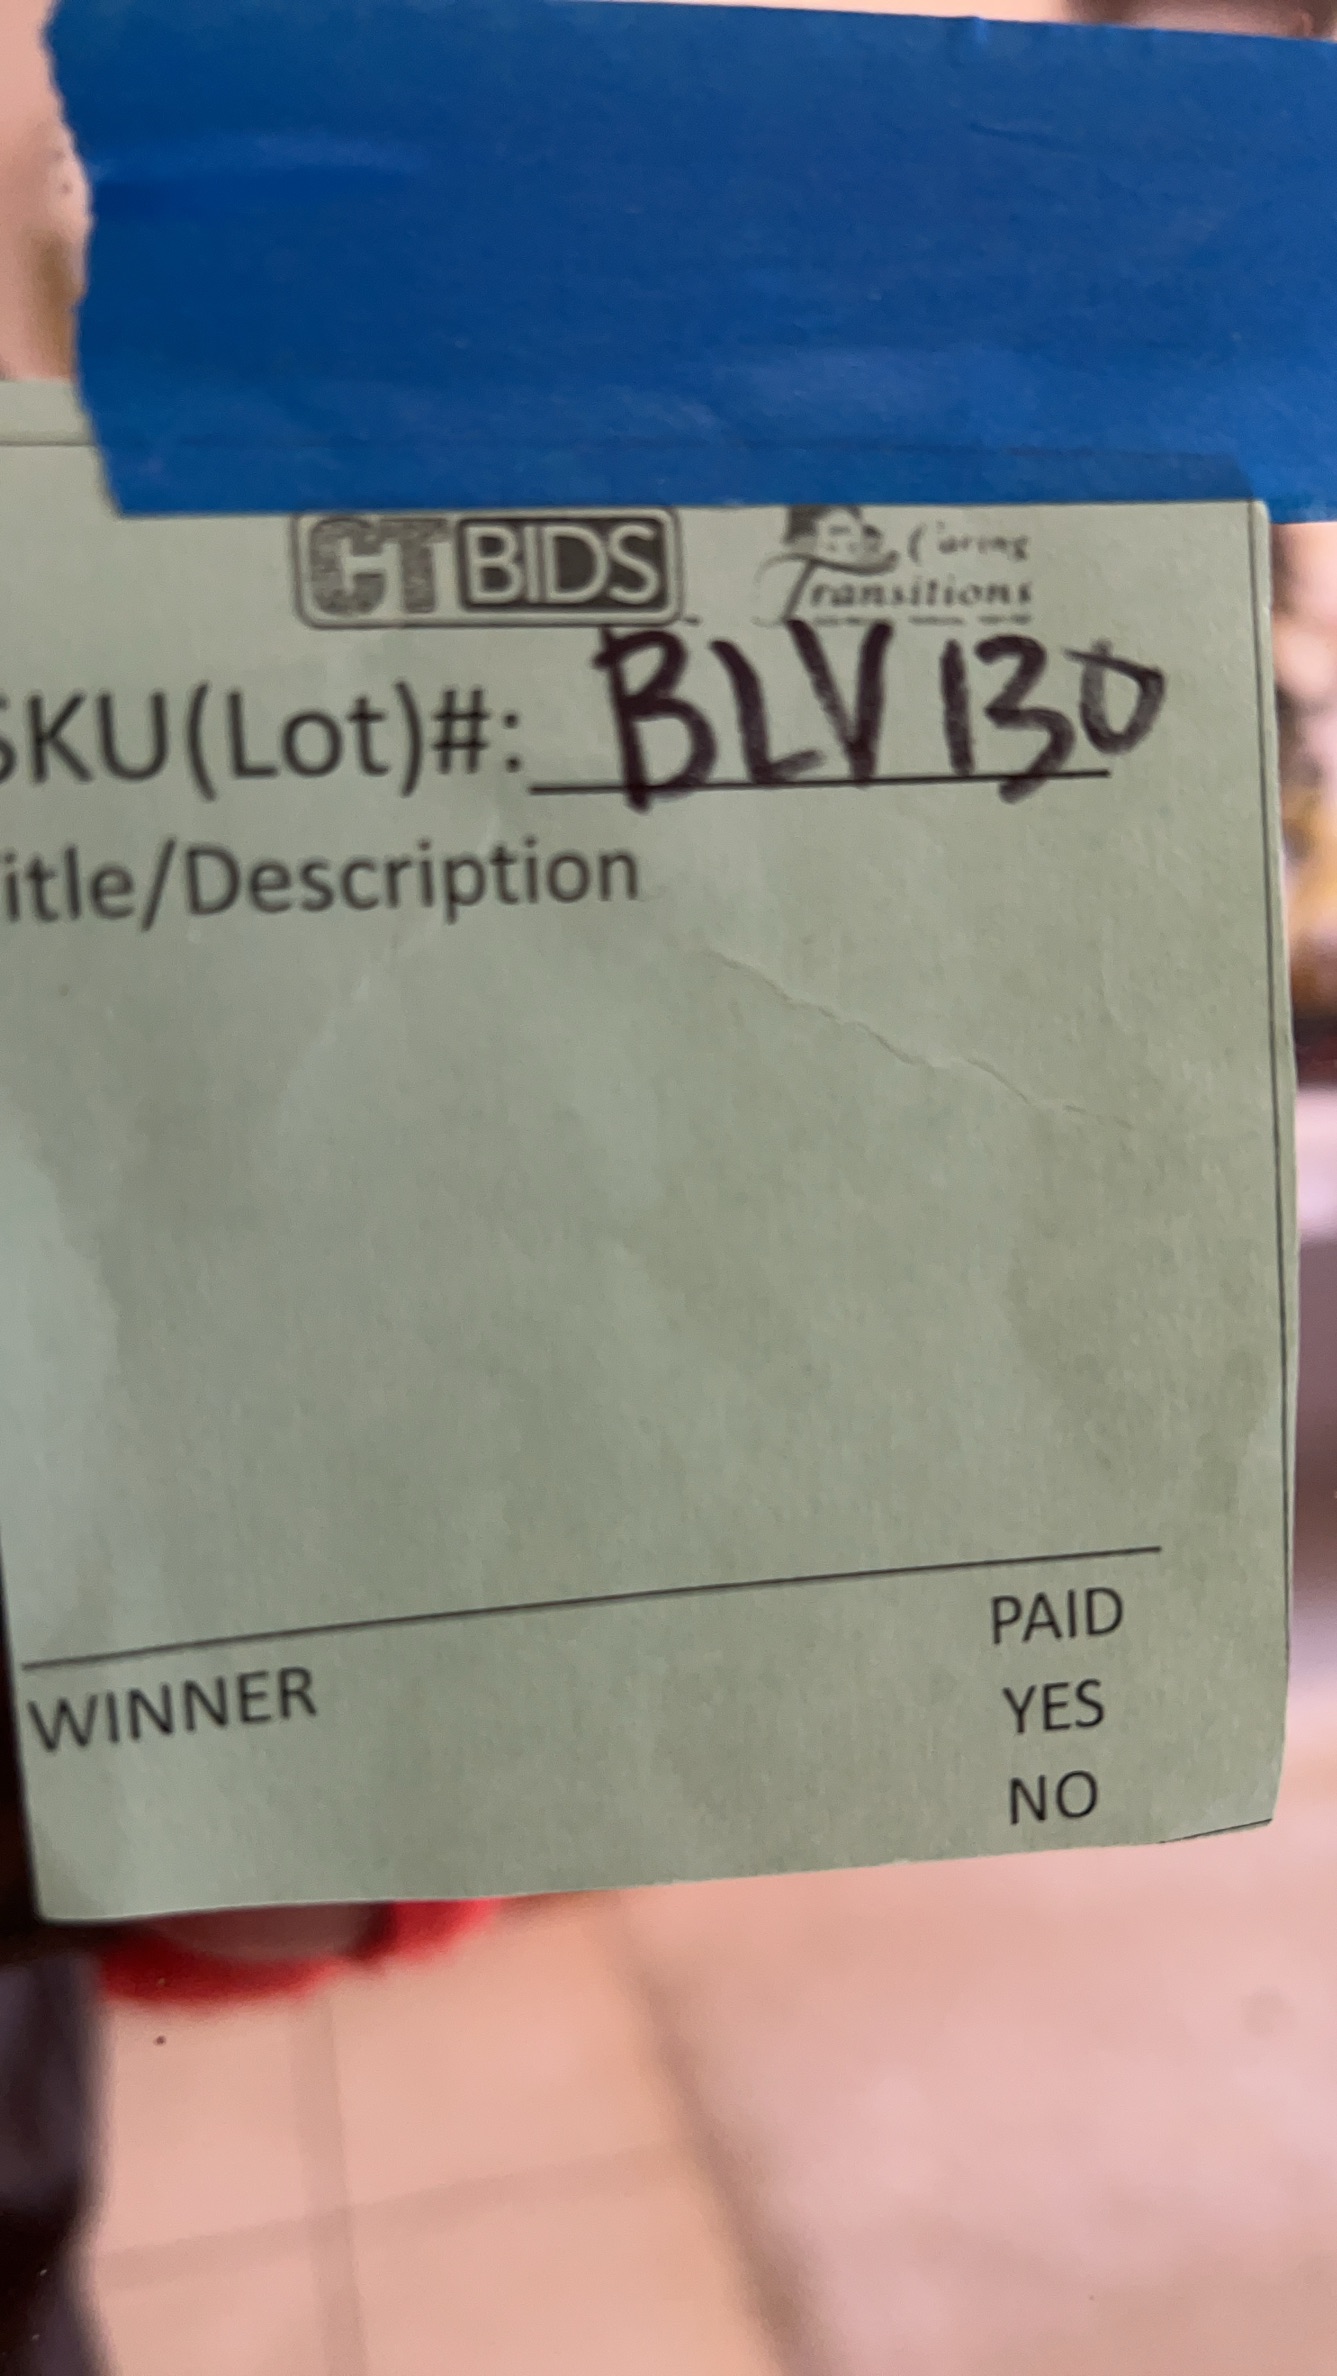 CTBIDS Caring
Transitions
SKU(Lot)#: BLV130
itle/Description
PAID
WINNER
YES
NO